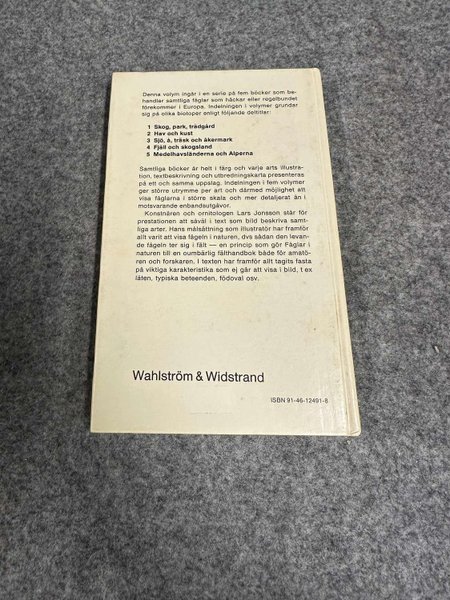 Denna volym ingår i en serie på fem böcker som be-
handlar samtliga fåglar som häckar eller regelbundet
förekommer i Europa. Indelningen i volymer grundar
sig på olika biotoper enligt följande deltitlar:
1 Skog, park, trädgård
2 Hav och kust
3 Sjö, å, träsk och åkermark
4 Fjäll och skogsland
5 Medelhavsländerna och Alperna
Samtliga böcker är helt i färg och varje arts illustra-
tion, textbeskrivning och utbredningskarta presenteras
på ett och samma uppslag. Indelningen i fem volymer
ger större utrymme per art och därmed möjlighet att
visa fåglarna i större skala och mer detaljerat än i
motsvarande enbandsutgåvor.
Konstnären och ornitologen Lars Jonsson står för
prestationen att såväl i text som bild beskriva samt-
liga arter. Hans målsättning som illustratör har framför
allt varit att visa fågeln i naturen, dvs sådan den levan-
de fågeln ter sig i fält — en princip som gör Fåglar i
naturen till en oumbärlig fälthandbok både för amatö-
ren och forskaren. I texten har framför allt tagits fasta
på viktiga karakteristika som ej går att visa i bild, t ex
läten, typiska beteenden, födoval osv.
Wahlström & Widstrand
ISBN 91-46-12491-8